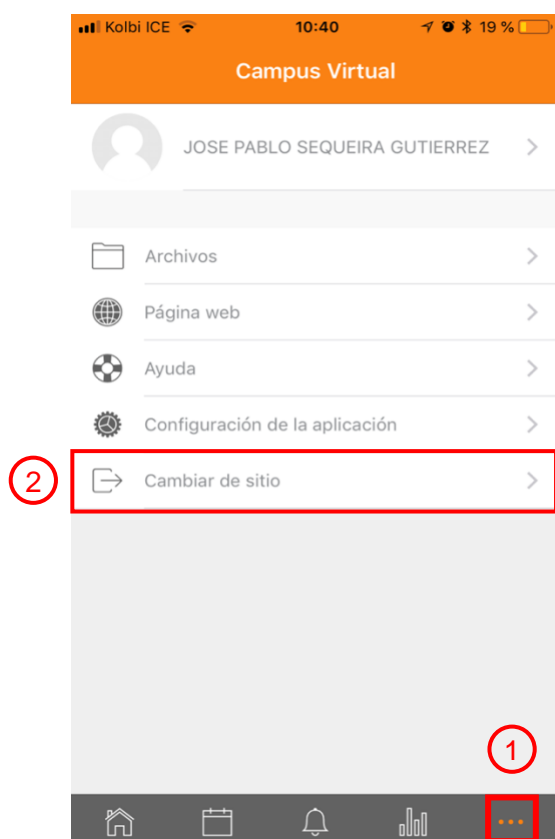 Kolbi ICE 10:40 19 %
Campus Virtual
JOSE PABLO SEQUEIRA GUTIERREZ
Archivos
Página web
Ayuda
Configuración de la aplicación
2 Cambiar de sitio
1